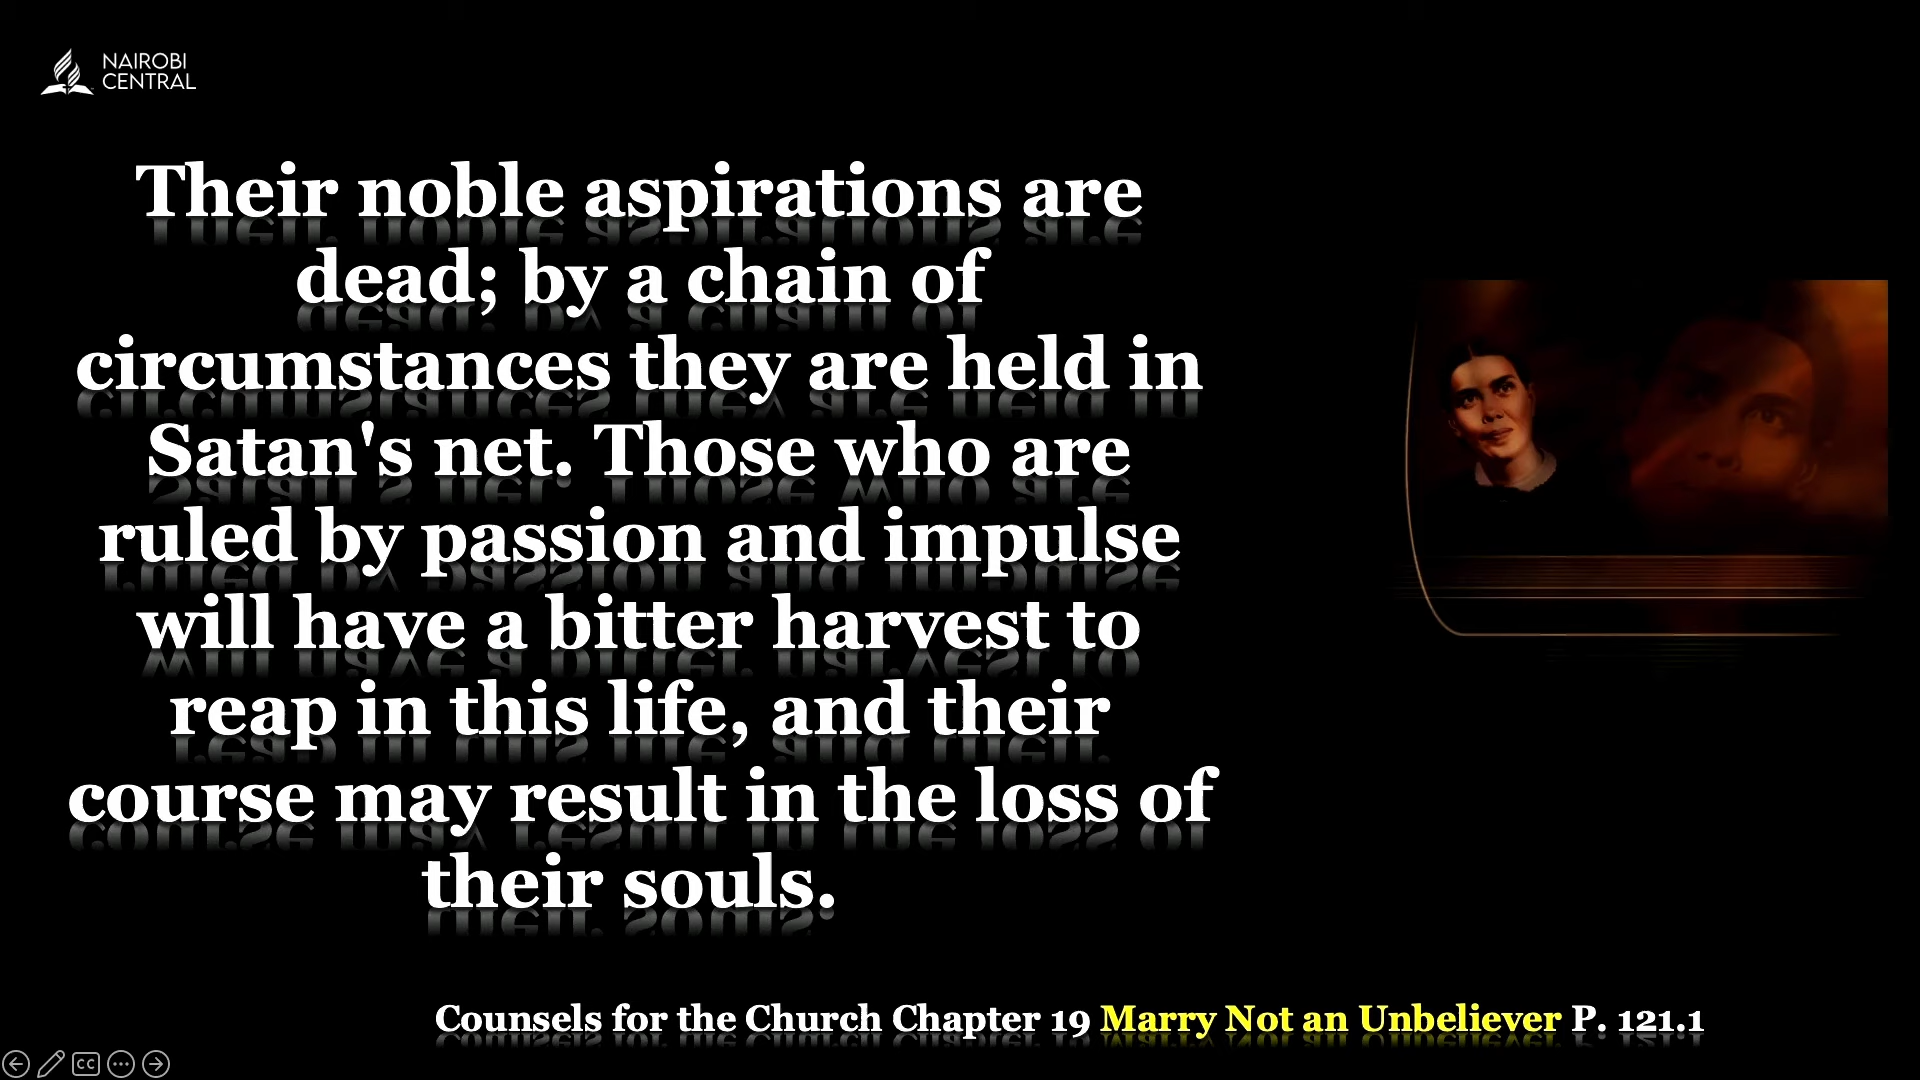 NAIROBI
CENTRAL
Their noble aspirations are
dead; by a chain of
circumstances they are held in
Satan's net. Those who are
ruled by passion and impulse
will have a bitter harvest to
reap in this life, and their
course may result in the loss of
their souls.
Counsels for the Church Chapter 19 Marry Not an Unbeliever P. 121.1
CC